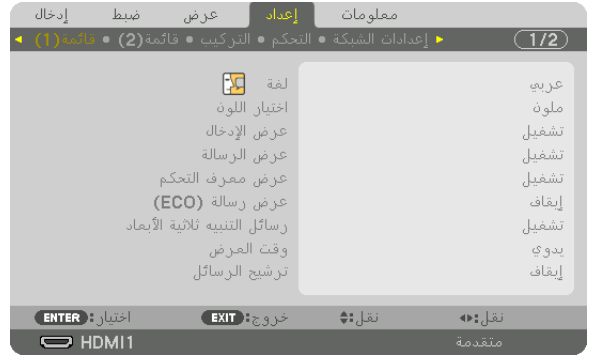 إدخال ضبط عرض إعداد معلومات
◄ قائمة(1) ● قائمة(2) ● التركيب ● التحكم ● إعدادات الشبكة ► 1/2
لغة عربي
اختيار اللون ملون
عرض الإدخال تشغيل
عرض الرسالة تشغيل
عرض معرف التحكم تشغيل
عرض رسالة (ECO) إيقاف
رسائل التنبيه ثلاثية الأبعاد تشغيل
وقت العرض يدوي
ترشيح الرسائل إيقاف
ENTER :اختيار EXIT :خروج نقل: نقل:
HDMI1 متقدمة